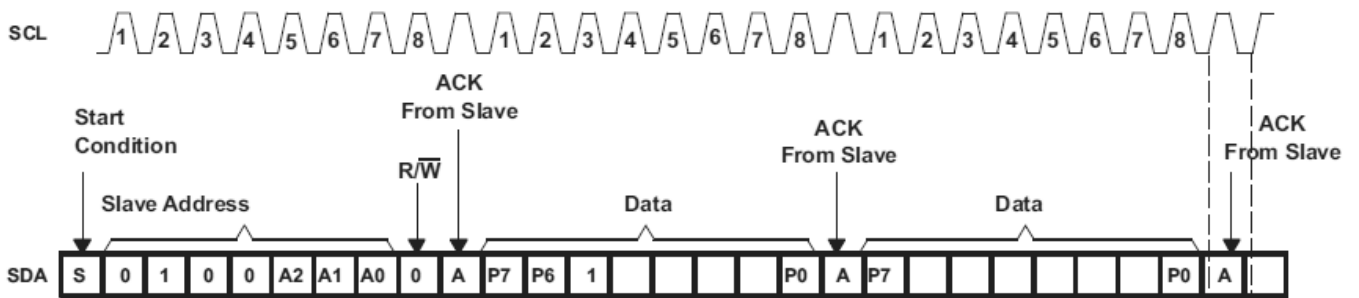 SCL 1 2 3 4 5 6 7 8 1 2 3 4 5 6 7 8 1 2 3 4 5 6 7 8
ACK
From Slave
Start
Condition
ACK
From Slave
ACK
From Slave
R/W̅
Slave Address
Data
Data
SDA S 0 1 0 0 A2 A1 A0 0 A P7 P6 1 P0 A P7 P0 A